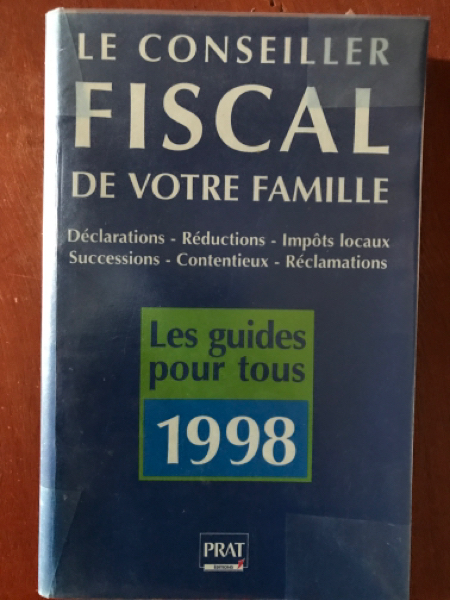 LE CONSEILLER
FISCAL
DE VOTRE FAMILLE
Déclarations - Réductions - Impôts locaux
Successions - Contentieux - Réclamations
Les guides
pour tous
1998
PRAT
ÉDITIONS